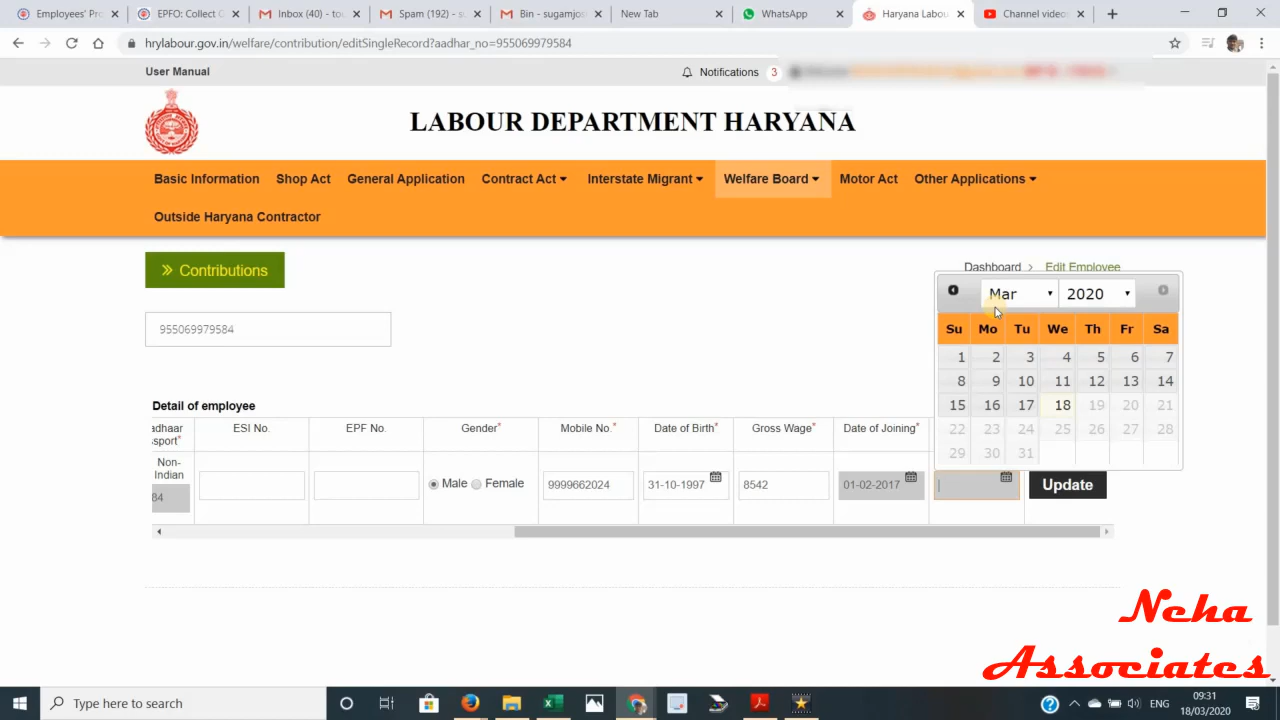 Employees' Pro
EPFO: Collect C
Inbox (40) - tou
Spam (192) - su
Bin - sugamjos
New Tab
WhatsApp
Haryana Labou
Channel videos
hrylabour.gov.in/welfare/contribution/editSingleRecord?aadhar_no=955069979584
User Manual
Notifications 3
LABOUR DEPARTMENT HARYANA
Basic Information Shop Act General Application Contract Act Interstate Migrant Welfare Board Motor Act Other Applications
Outside Haryana Contractor
Contributions
Dashboard > Edit Employee
955069979584
Mar 2020
Su Mo Tu We Th Fr Sa
1 2 3 4 5 6 7
8 9 10 11 12 13 14
15 16 17 18 19 20 21
22 23 24 25 26 27 28
29 30 31
Detail of employee
adhaar
ssport*
ESI No. EPF No. Gender* Mobile No.* Date of Birth* Gross Wage* Date of Joining*
Non-
Indian
84
Male Female 9999662024 31-10-1997 8542 01-02-2017 Update
Neha
Associates
Type here to search
ENG
09:31
18/03/2020